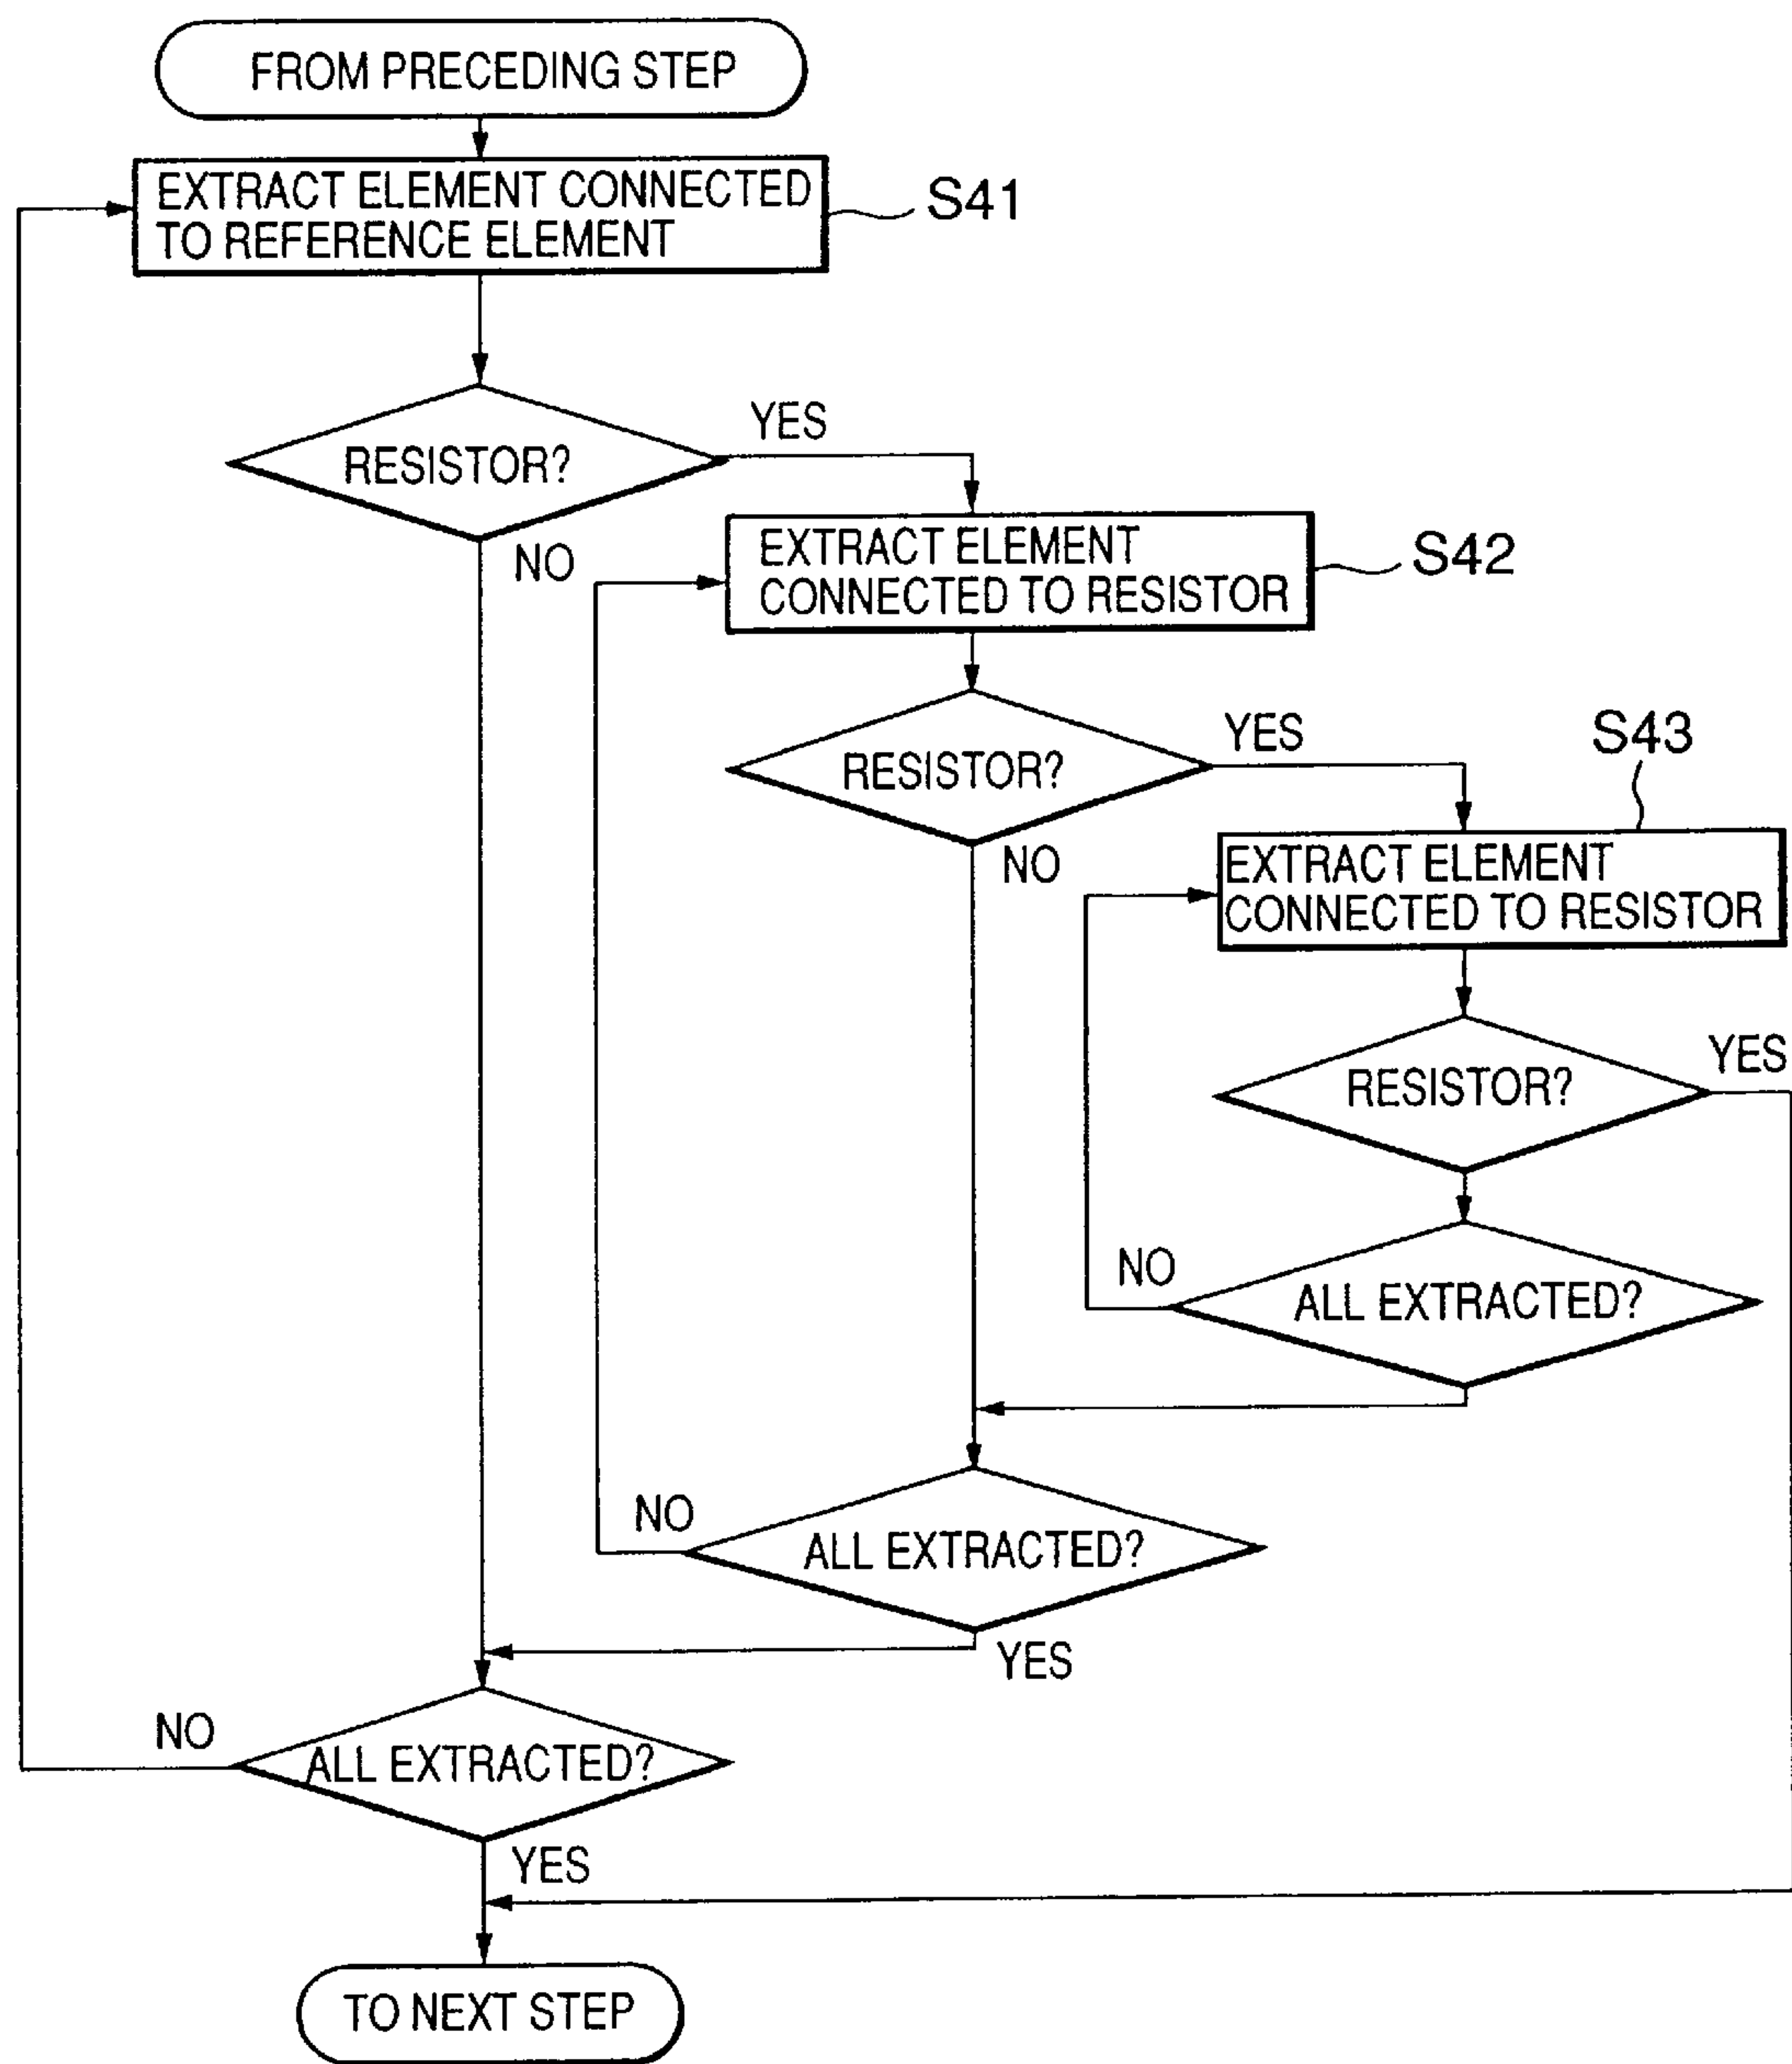 FROM PRECEDING STEP
EXTRACT ELEMENT CONNECTED
TO REFERENCE ELEMENT
S41
RESISTOR?
YES
NO
EXTRACT ELEMENT
CONNECTED TO RESISTOR
S42
RESISTOR?
YES
NO
S43
EXTRACT ELEMENT
CONNECTED TO RESISTOR
RESISTOR?
YES
ALL EXTRACTED?
NO
ALL EXTRACTED?
NO
YES
ALL EXTRACTED?
NO
YES
TO NEXT STEP